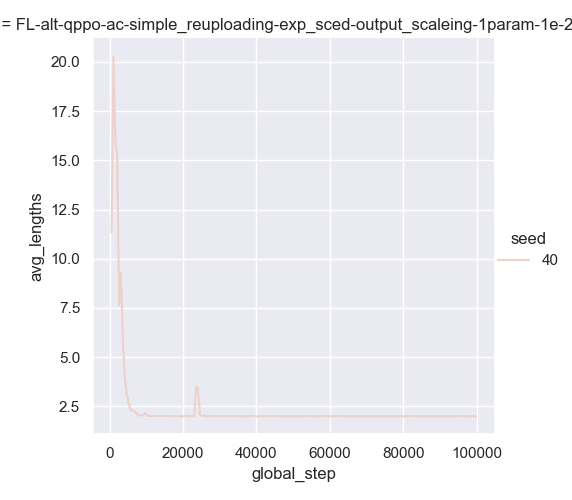 = FL-alt-qppo-ac-simple_reuploading-exp_sced-output_scaleing-1param-1e-2
20.0
17.5
15.0
12.5
10.0
7.5
5.0
2.5
avg_lengths
seed
40
0 20000 40000 60000 80000 100000
global_step